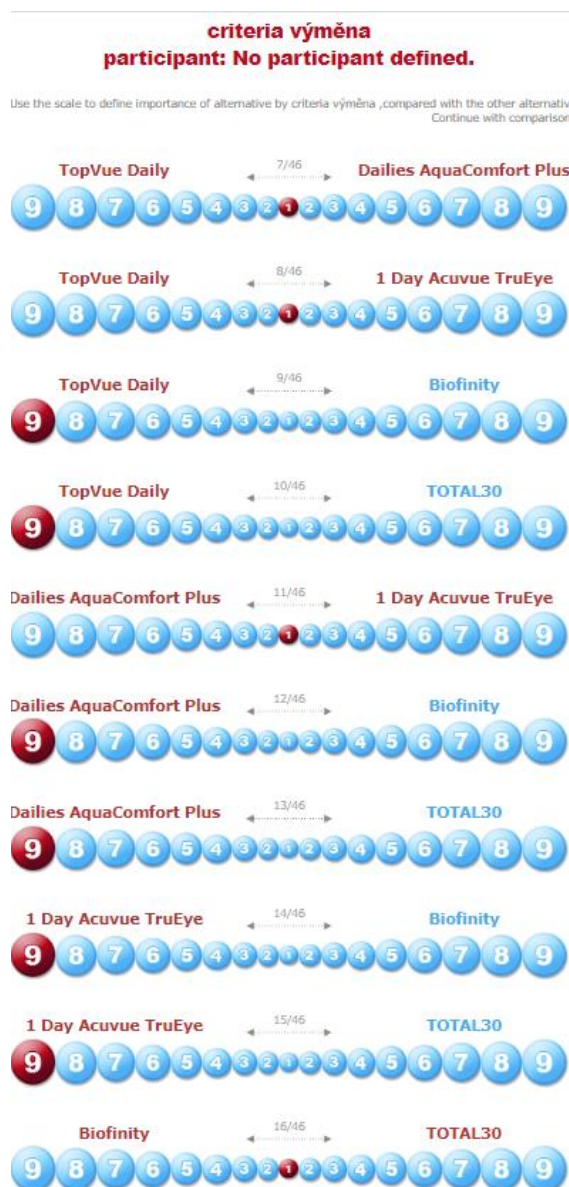 criteria výměna
participant: No participant defined.
Use the scale to define importance of alternative by criteria výměna ,compared with the other alternativ
Continue with comparison
7/46
TopVue Daily Dailies AquaComfort Plus
9 8 7 6 5 4 3 2 1 2 3 4 5 6 7 8 9
8/46
TopVue Daily 1 Day Acuvue TruEye
9 8 7 6 5 4 3 2 1 2 3 4 5 6 7 8 9
9/46
TopVue Daily Biofinity
9 8 7 6 5 4 3 2 1 2 3 4 5 6 7 8 9
10/46
TopVue Daily TOTAL30
9 8 7 6 5 4 3 2 1 2 3 4 5 6 7 8 9
11/46
Dailies AquaComfort Plus 1 Day Acuvue TruEye
9 8 7 6 5 4 3 2 1 2 3 4 5 6 7 8 9
12/46
Dailies AquaComfort Plus Biofinity
9 8 7 6 5 4 3 2 1 2 3 4 5 6 7 8 9
13/46
Dailies AquaComfort Plus TOTAL30
9 8 7 6 5 4 3 2 1 2 3 4 5 6 7 8 9
14/46
1 Day Acuvue TruEye Biofinity
9 8 7 6 5 4 3 2 1 2 3 4 5 6 7 8 9
15/46
1 Day Acuvue TruEye TOTAL30
9 8 7 6 5 4 3 2 1 2 3 4 5 6 7 8 9
16/46
Biofinity TOTAL30
9 8 7 6 5 4 3 2 1 2 3 4 5 6 7 8 9